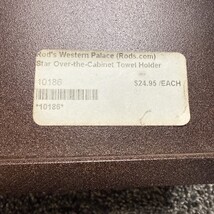 Rod's Western Palace (Rods.com)
Star Over-the-Cabinet Towel Holder
10186 $24.95 /EACH
*10186*